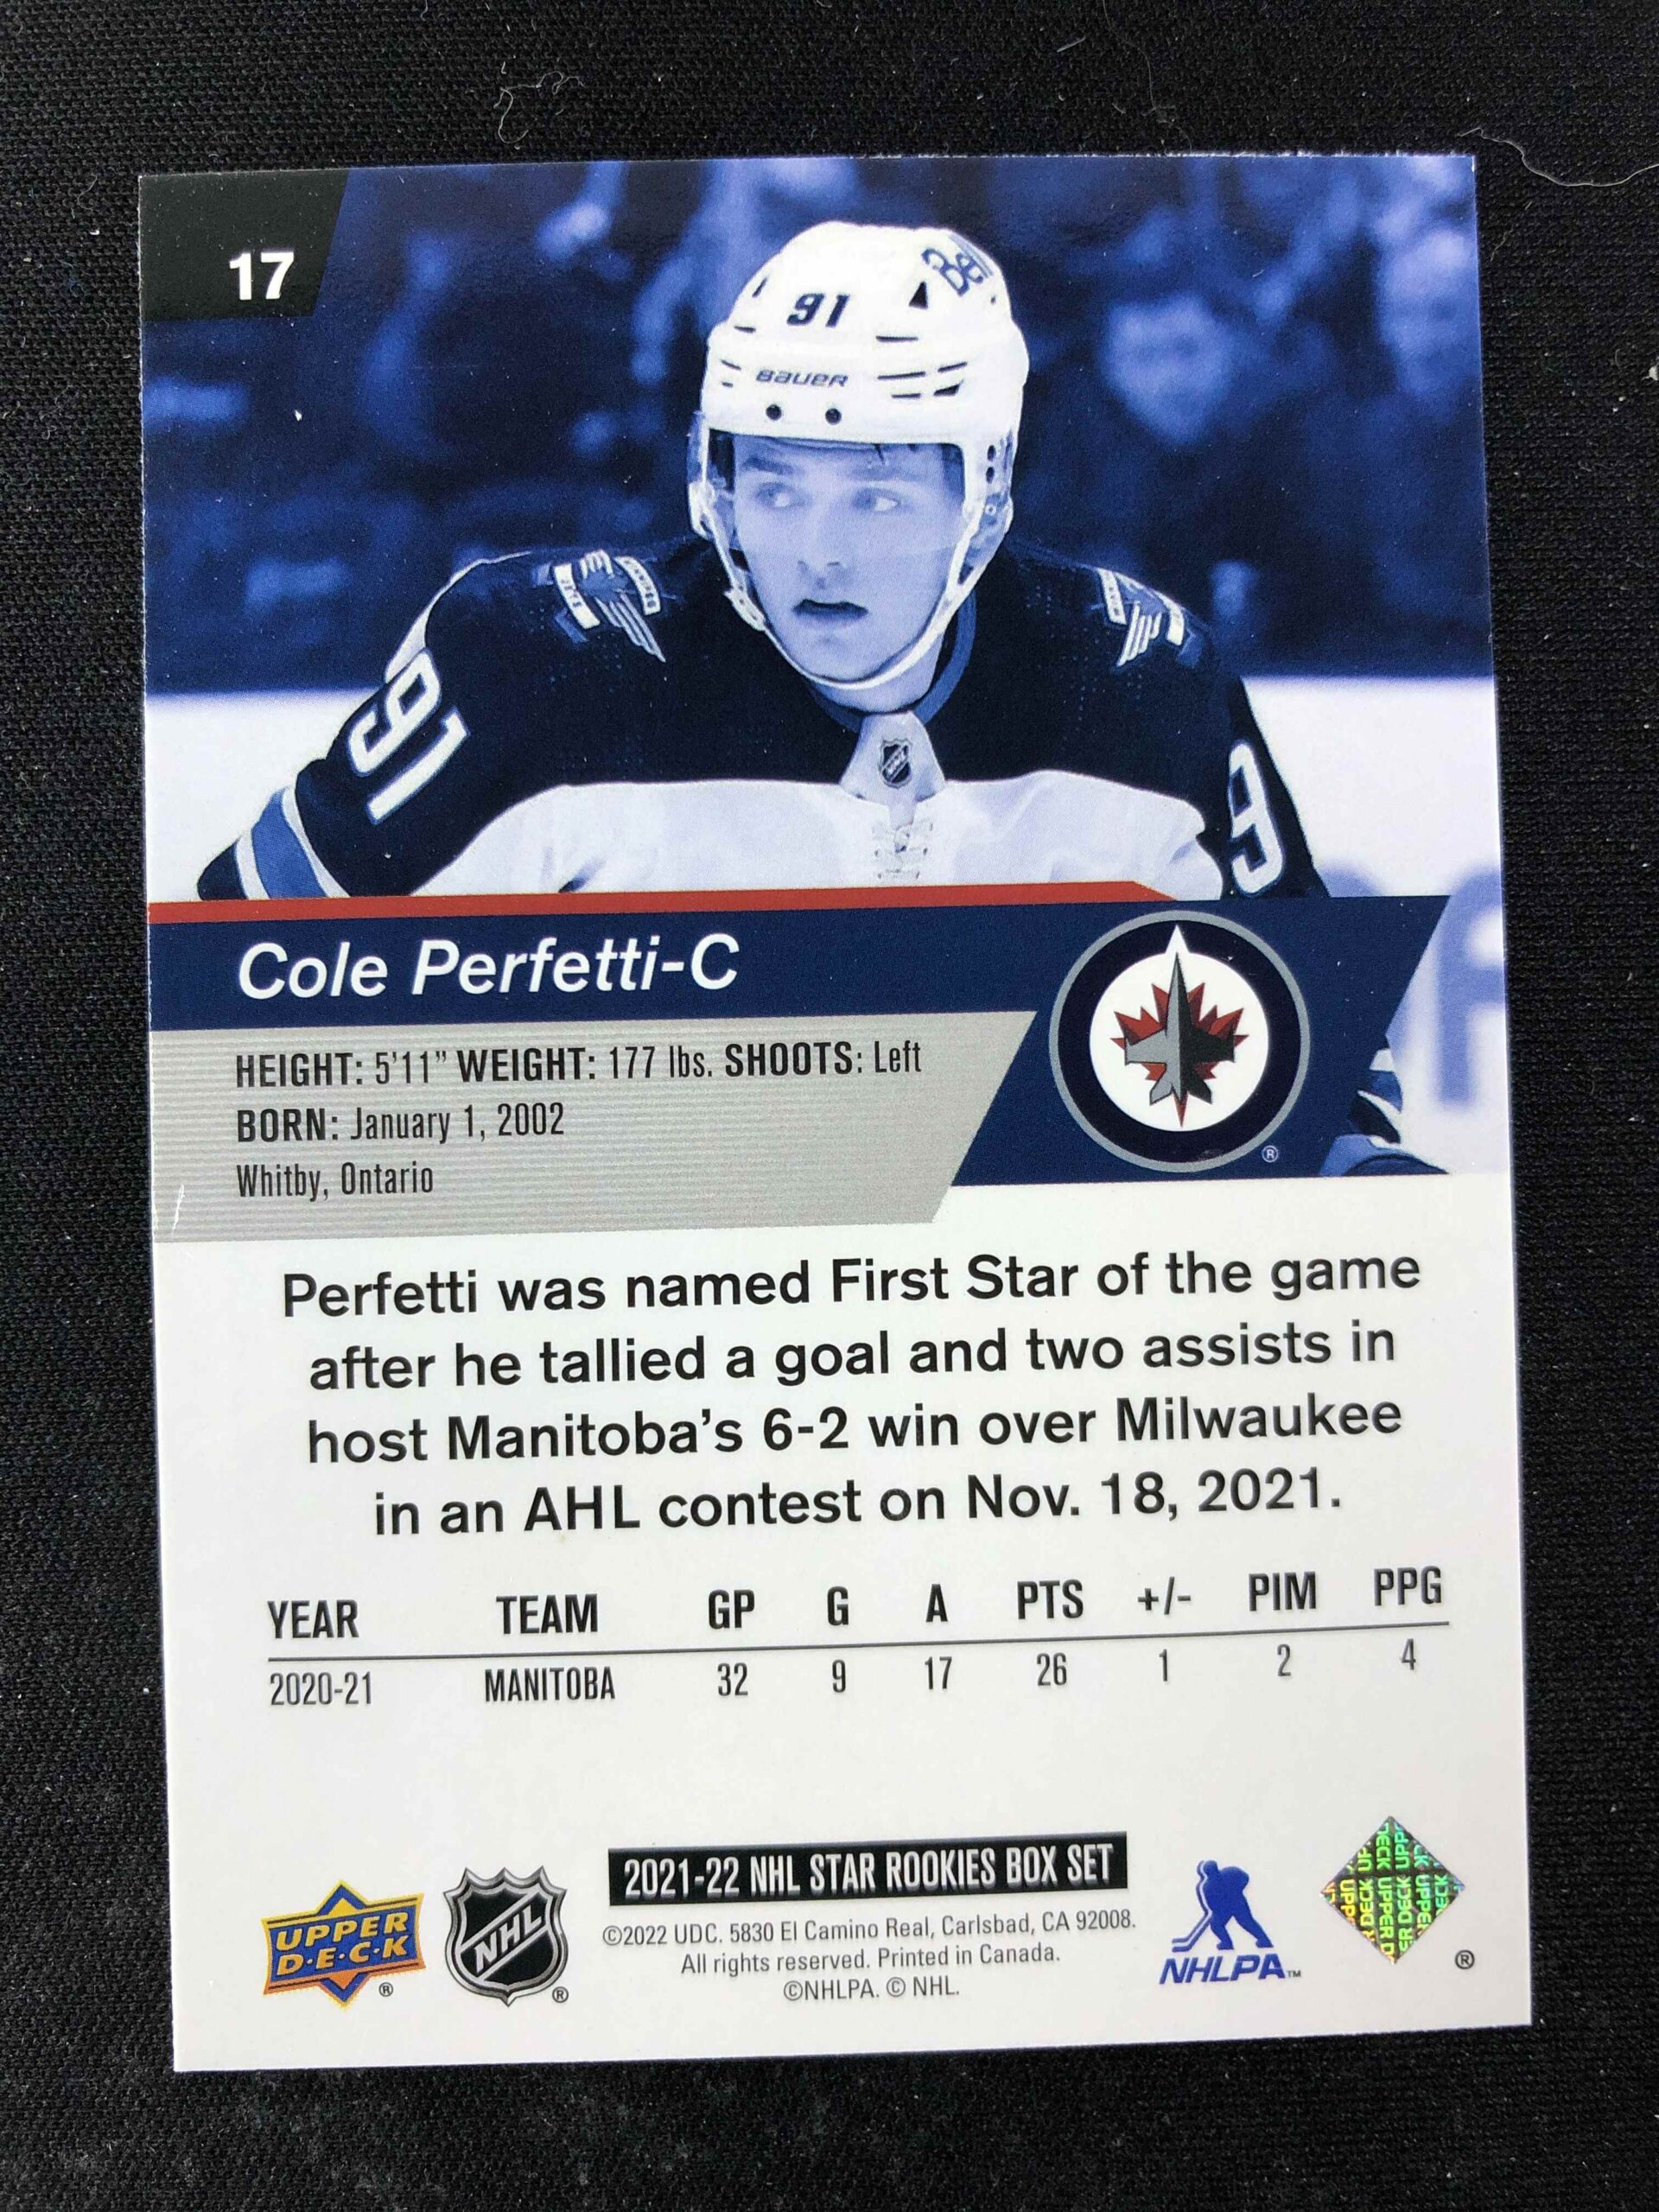 17
Bell
91
BAUER
91
9
Cole Perfetti-C
HEIGHT: 5'11" WEIGHT: 177 lbs. SHOOTS: Left
BORN: January 1, 2002
Whitby, Ontario
®
Perfetti was named First Star of the game
after he tallied a goal and two assists in
host Manitoba's 6-2 win over Milwaukee
in an AHL contest on Nov. 18, 2021.
YEAR TEAM GP G A PTS +/- PIM PPG
2020-21 MANITOBA 32 9 17 26 1 2 4
2021-22 NHL STAR ROOKIES BOX SET
©2022 UDC. 5830 El Camino Real, Carlsbad, CA 92008.
All rights reserved. Printed in Canada.
©NHLPA. © NHL.
UPPER
D·E·C·K
®
NHL
®
NHLPA™
®